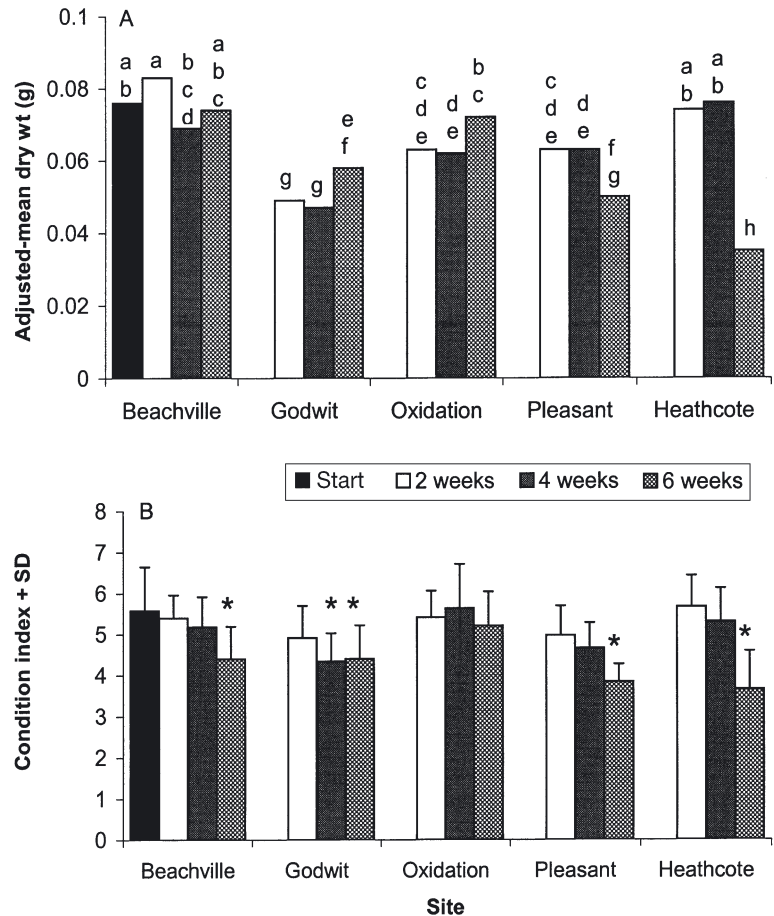 A
Adjusted-mean dry wt (g)
0.1
0.08
0.06
0.04
0.02
0
a
b
a
b
c
d
a
b
c
g
g
e
f
c
d
e
d
e
b
c
c
d
e
d
e
f
g
a
b
a
b
h
Beachville Godwit Oxidation Pleasant Heathcote
Start 2 weeks 4 weeks 6 weeks
B
Condition index + SD
8
7
6
5
4
3
2
1
0
*
* *
*
*
Beachville Godwit Oxidation Pleasant Heathcote
Site